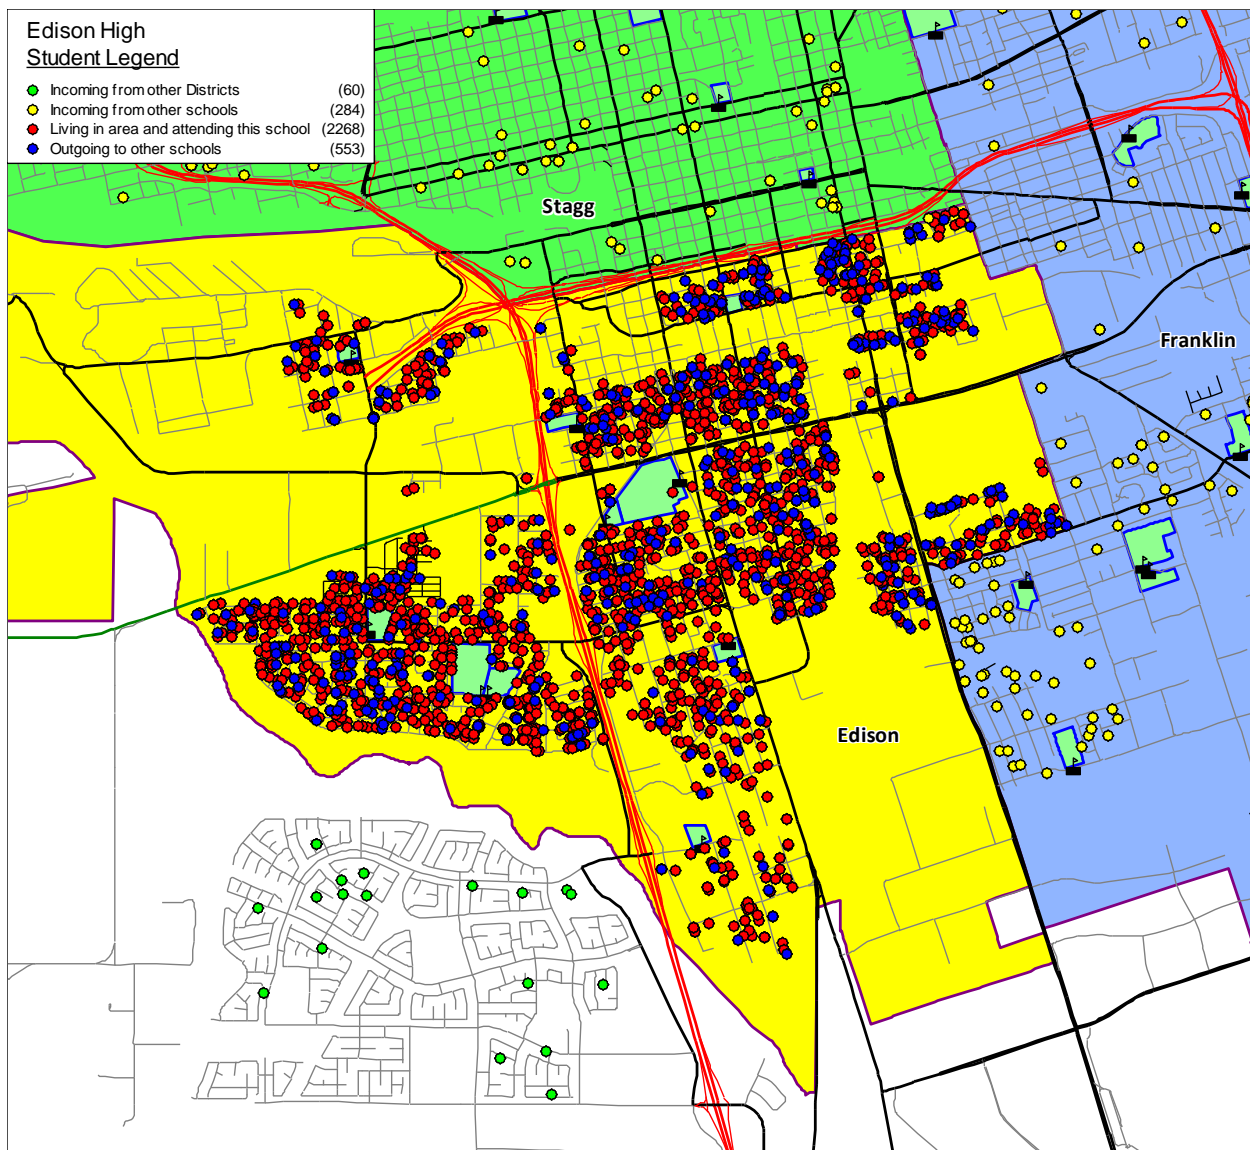 Edison High
Student Legend
Incoming from other Districts (60)
Incoming from other schools (284)
Living in area and attending this school (2268)
Outgoing to other schools (553)
Stagg
Franklin
Edison